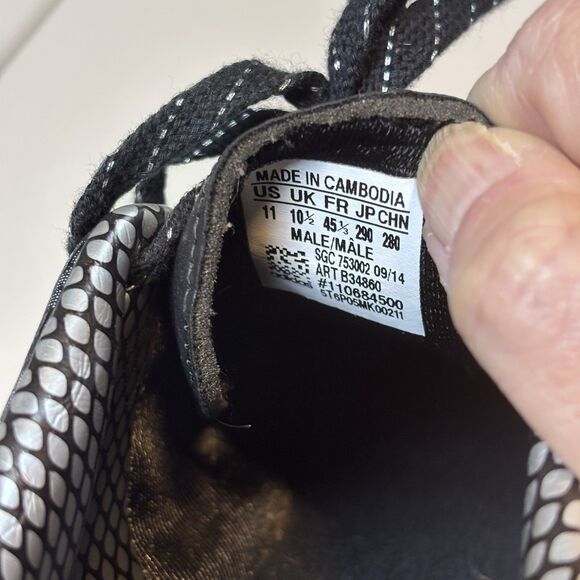 MADE IN CAMBODIA
US UK FR JP CHN
11 10½ 45⅓ 290 280
MALE/MÂLE
SGC 753002 09/14
ART B34860
#110684500
5T6P05MK00211